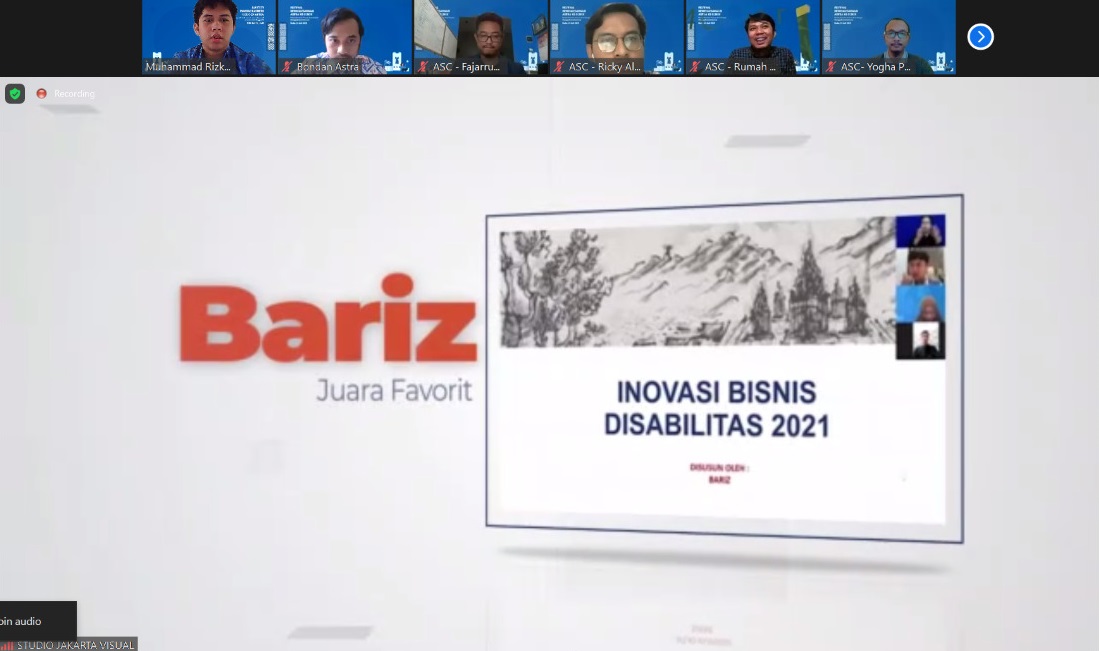 Muhammad Rizk...
Bondan Astra
ASC - Fajarru...
ASC - Ricky Al...
ASC - Rumah ...
ASC- Yogha P...
Recording
Bariz
Juara Favorit
INOVASI BISNIS
DISABILITAS 2021
DISUSUN OLEH :
BARIZ
oin audio
STUDIO JAKARTA VISUAL